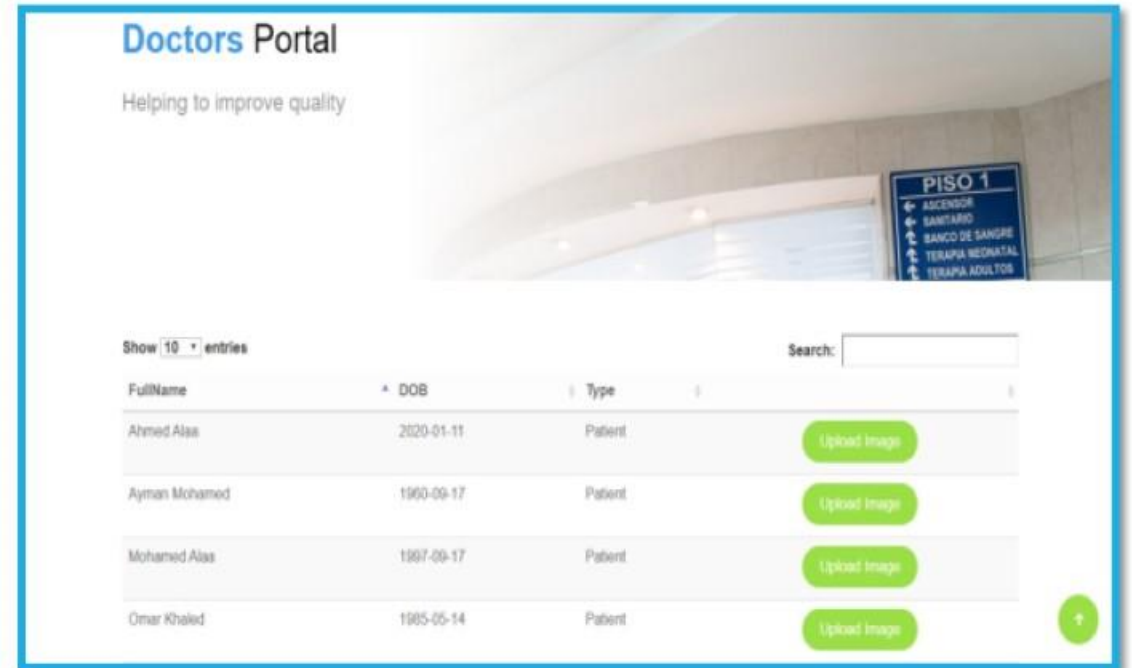 Doctors Portal
Helping to improve quality
PISO 1
← ASCENSOR
← SANITARIO
↑ BANCO DE SANGRE
↑ TERAPIA NEONATAL
↑ TERAPIA ADULTOS
Show 10 entries Search:
FullName DOB Type
Ahmed Alaa 2020-01-11 Patient Upload Image
Ayman Mohamed 1960-09-17 Patient Upload Image
Mohamed Alaa 1997-09-17 Patient Upload Image
Omar Khaled 1985-05-14 Patient Upload Image